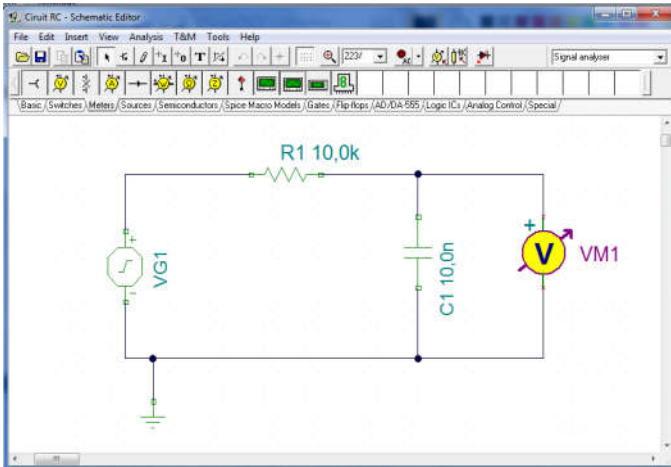 Ciruit RC - Schematic Editor
File Edit Insert View Analysis T&M Tools Help
Signal analyser
Basic Switches Meters Sources Semiconductors Spice Macro Models Gates Flip-flops AD/DA-555 Logic ICs Analog Control Special
R1 10,0k
+
VG1
-
C1 10,0n
+
V
VM1